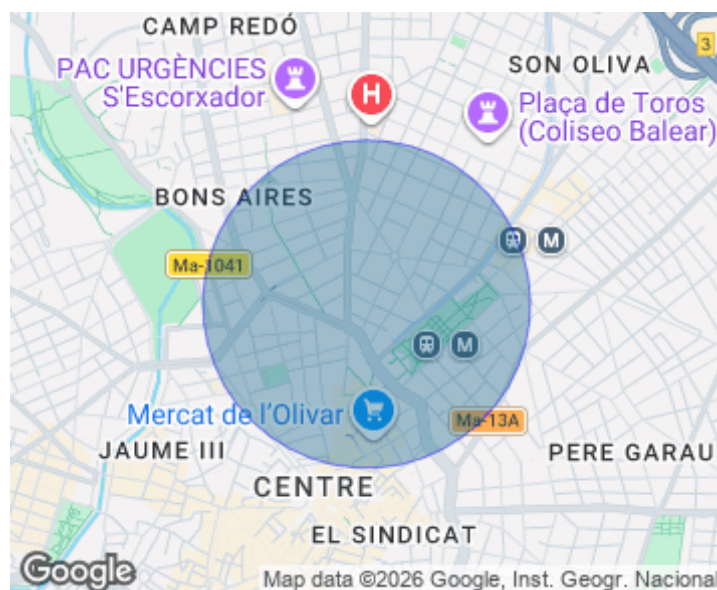 CAMP REDÓ
PAC URGÈNCIES
S'Escorxador
H
SON OLIVA
3
Plaça de Toros
(Coliseo Balear)
BONS AIRES
M
Ma-1041
M
Mercat de l'Olivar
Ma-13A
JAUME III
PERE GARAU
CENTRE
EL SINDICAT
Google
Map data ©2026 Google, Inst. Geogr. Nacional